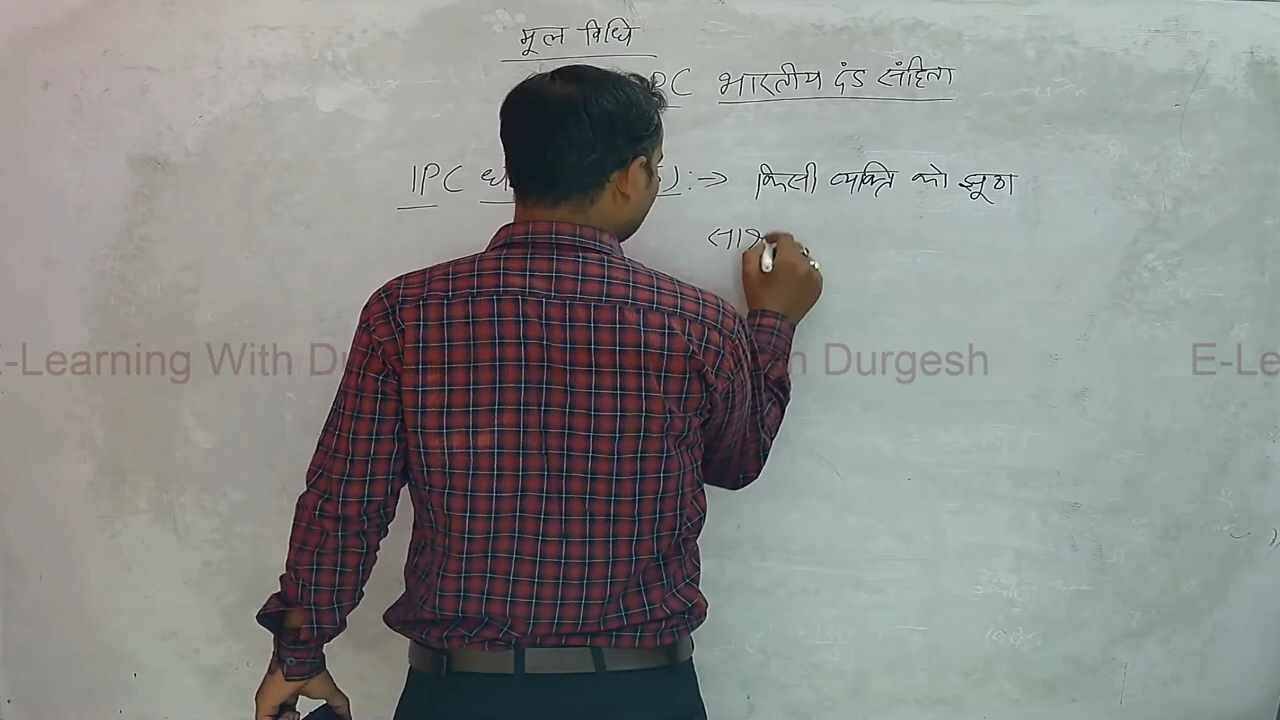 मूल विधि
PC भारतीय दंड संहिता
IPC धा :→ किसी व्यक्ति को झूठा
E-Learning With Du n Durgesh E-Le